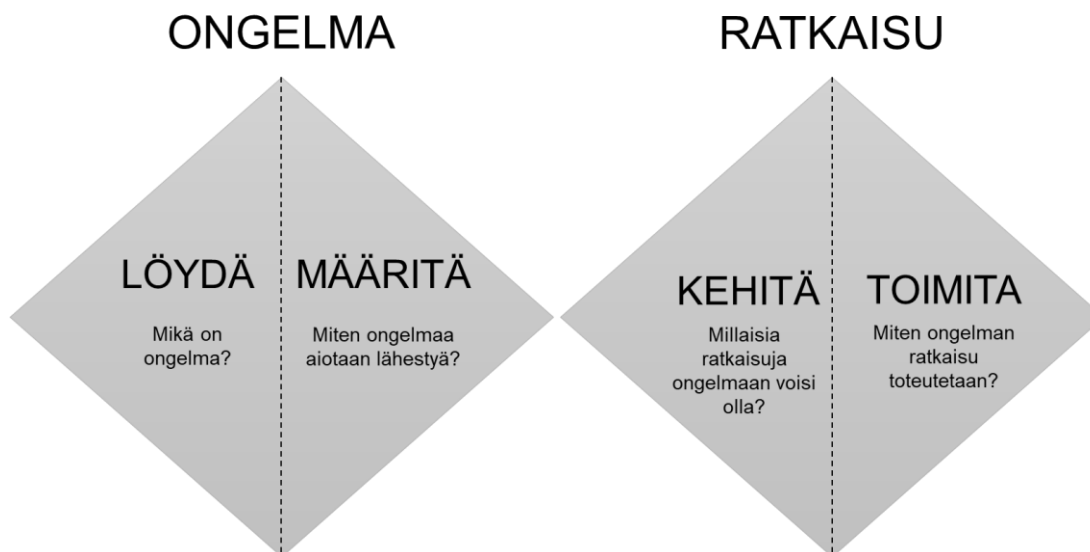 ONGELMA
RATKAISU
LÖYDÄ
Mikä on
ongelma?
MÄÄRITÄ
Miten ongelmaa
aiotaan lähestyä?
KEHITÄ
Millaisia
ratkaisuja
ongelmaan voisi
olla?
TOIMITA
Miten ongelman
ratkaisu
toteutetaan?